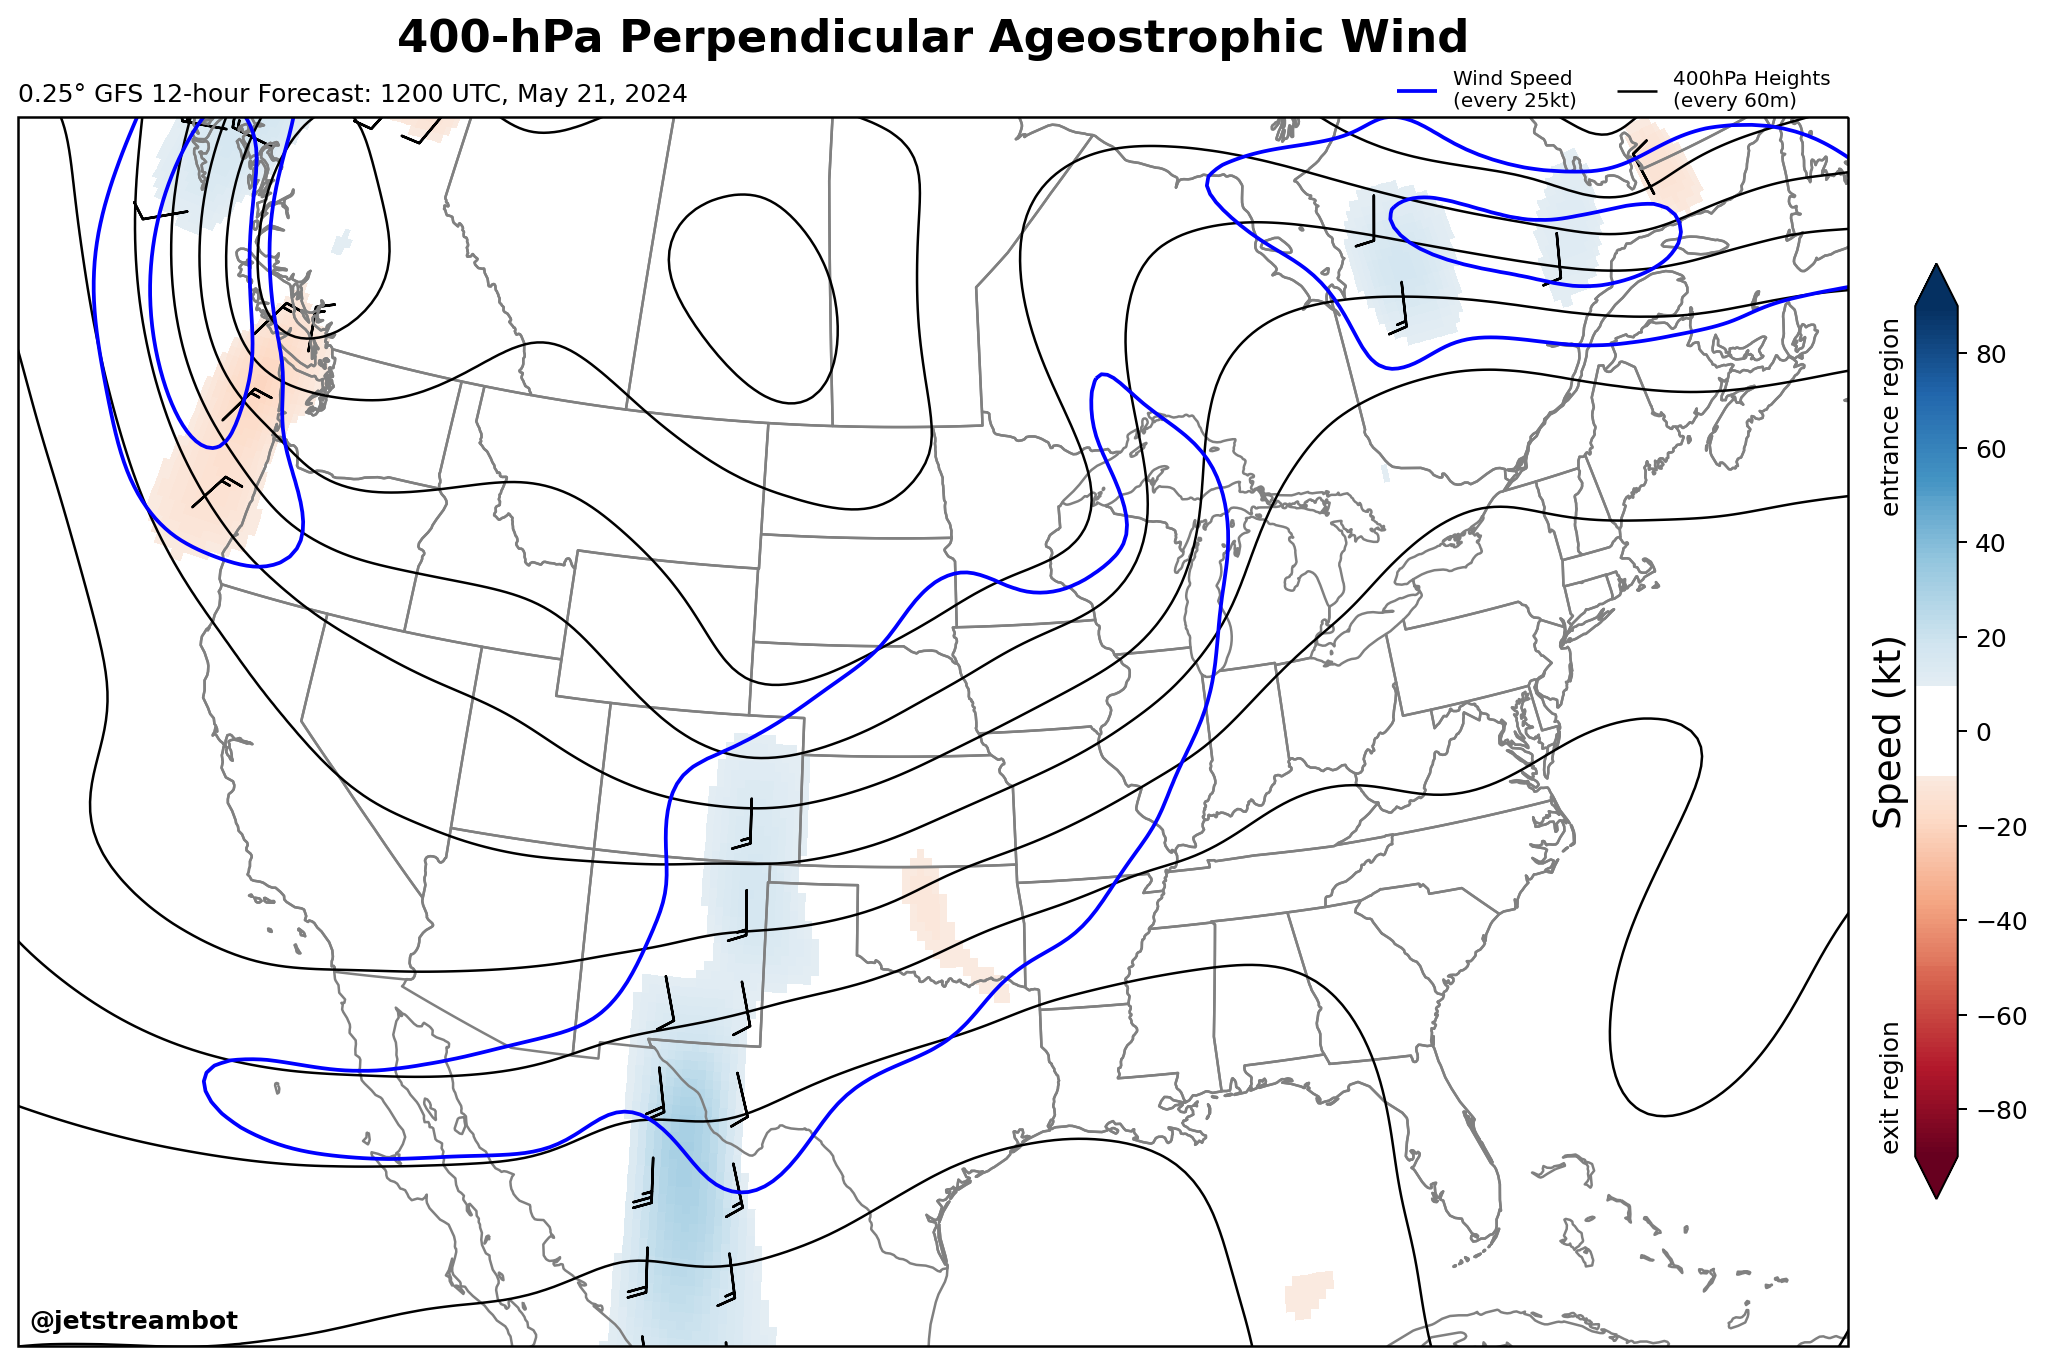 400-hPa Perpendicular Ageostrophic Wind
0.25° GFS 12-hour Forecast: 1200 UTC, May 21, 2024
Wind Speed
(every 25kt)
400hPa Heights
(every 60m)
entrance region
Speed (kt)
exit region
80
60
40
20
0
−20
−40
−60
−80
@jetstreambot